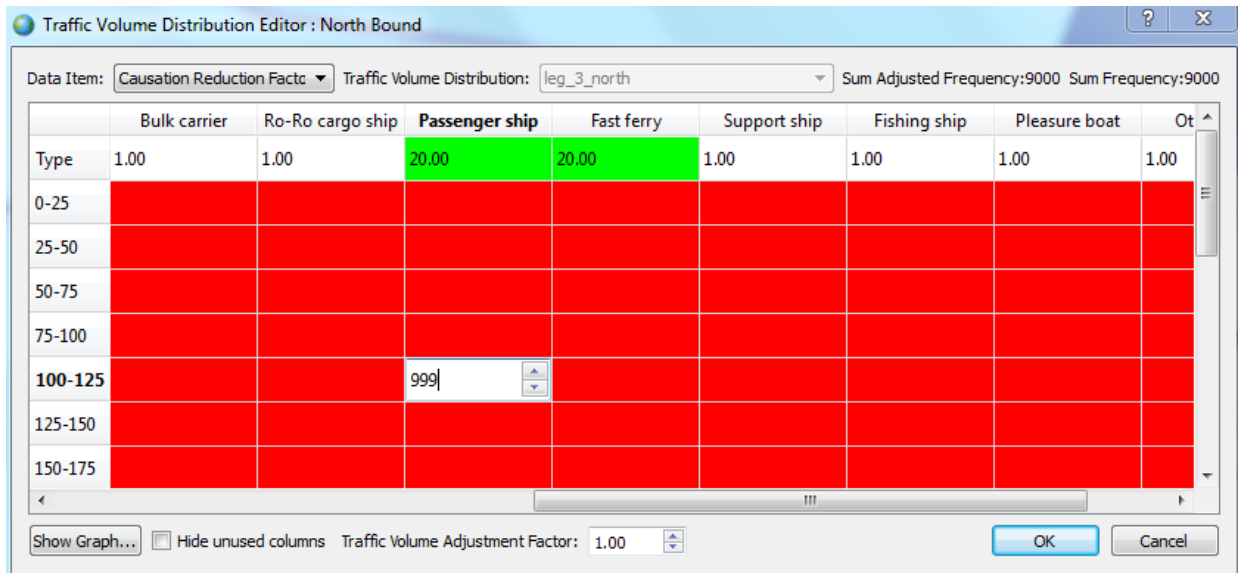 Traffic Volume Distribution Editor : North Bound
Data Item: Causation Reduction Facto Traffic Volume Distribution: leg_3_north Sum Adjusted Frequency:9000 Sum Frequency:9000
Bulk carrier Ro-Ro cargo ship Passenger ship Fast ferry Support ship Fishing ship Pleasure boat Ot
Type 1.00 1.00 20.00 20.00 1.00 1.00 1.00 1.00
0-25
25-50
50-75
75-100
100-125 999
125-150
150-175
Show Graph... Hide unused columns Traffic Volume Adjustment Factor: 1.00 OK Cancel